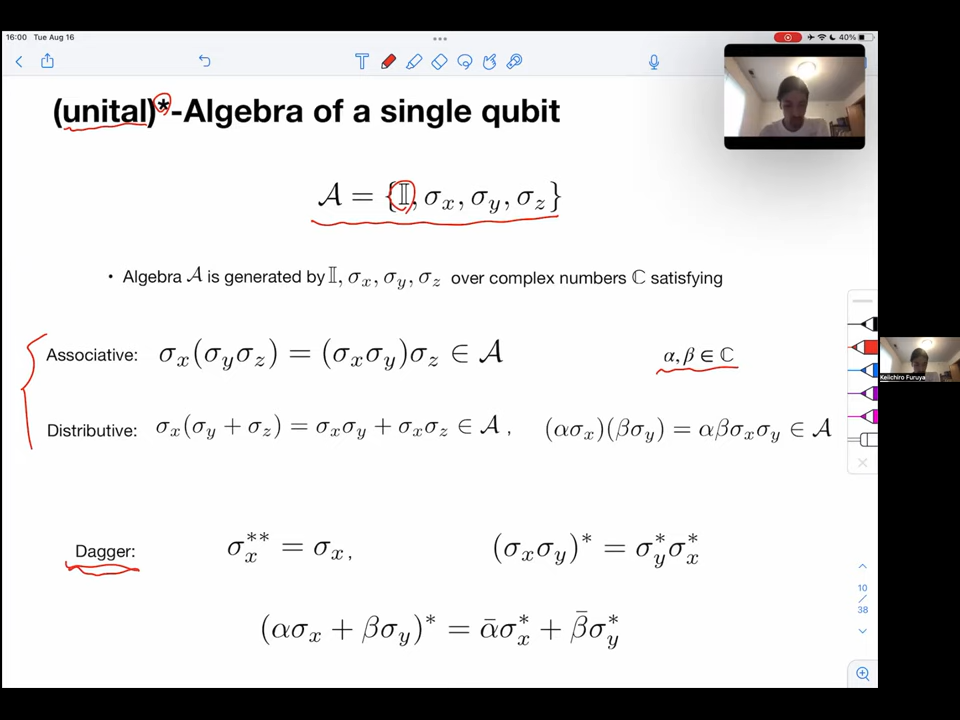 16:00 Tue Aug 16
40%
(unital)*-Algebra of a single qubit
𝒜 = {𝕀, σ_x, σ_y, σ_z}
• Algebra 𝒜 is generated by 𝕀, σ_x, σ_y, σ_z over complex numbers ℂ satisfying
Associative: σ_x(σ_yσ_z) = (σ_xσ_y)σ_z ∈ 𝒜
α, β ∈ ℂ
Distributive: σ_x(σ_y + σ_z) = σ_xσ_y + σ_xσ_z ∈ 𝒜 , (ασ_x)(βσ_y) = αβσ_xσ_y ∈ 𝒜
Dagger: σ_x^{**} = σ_x , (σ_xσ_y)^* = σ_y^*σ_x^*
(ασ_x + βσ_y)^* = ᾱσ_x^* + β̄σ_y^*
10
/
38
Keiichiro Furuya